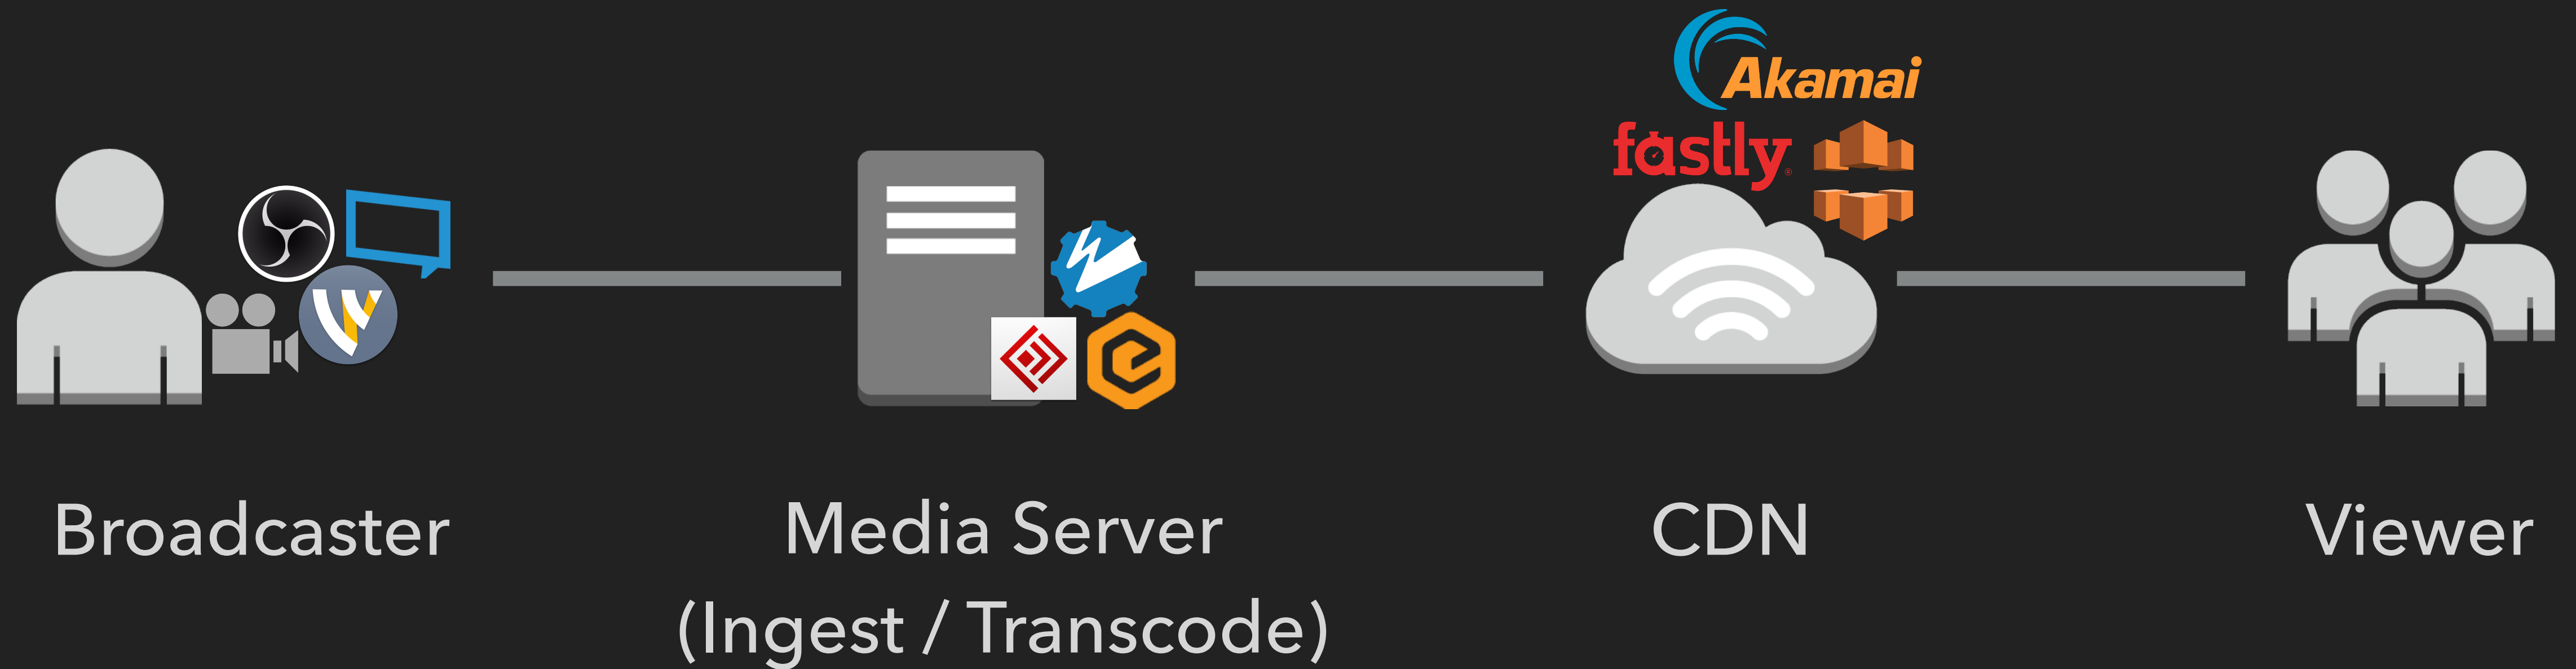 Akamai
fastly®
Broadcaster
Media Server
(Ingest / Transcode)
CDN
Viewer